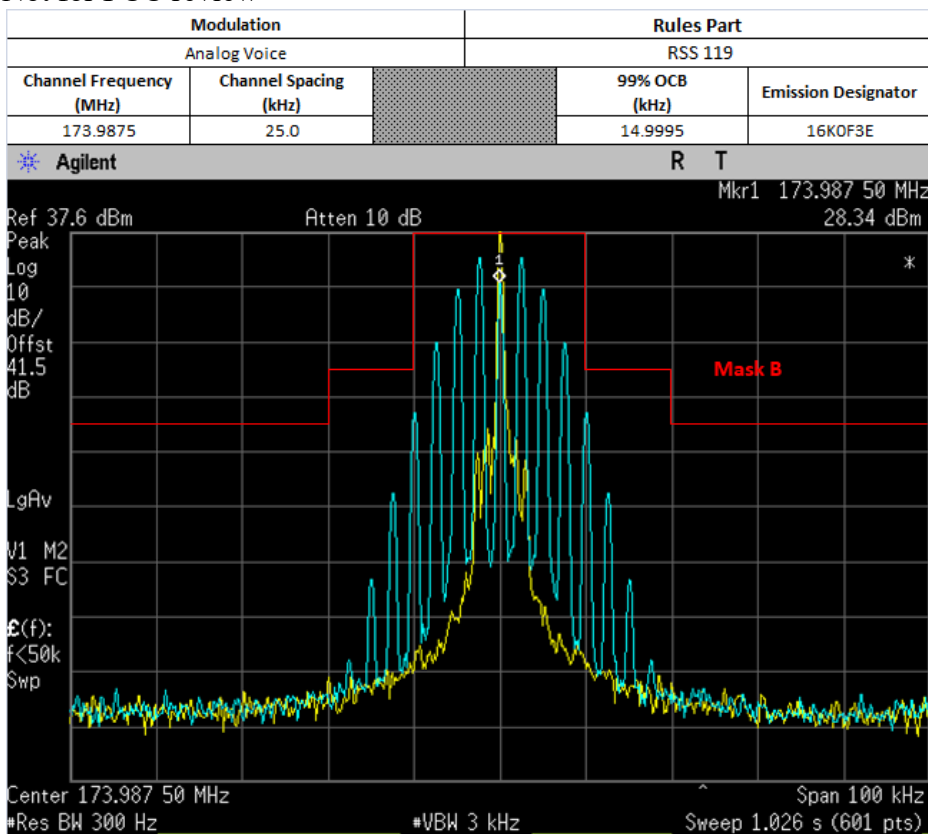 Modulation Rules Part
Analog Voice RSS 119
Channel Frequency (MHz) Channel Spacing (kHz) 99% OCB (kHz) Emission Designator
173.9875 25.0 14.9995 16K0F3E
Agilent R T
Mkr1 173.987 50 MHz
Ref 37.6 dBm Atten 10 dB 28.34 dBm
Peak
Log
10
dB/
Offst
41.5
dB
1
*
Mask B
LgAv
V1 M2
S3 FC
£(f):
f<50k
Swp
Center 173.987 50 MHz ^ Span 100 kHz
#Res BW 300 Hz #VBW 3 kHz Sweep 1.026 s (601 pts)